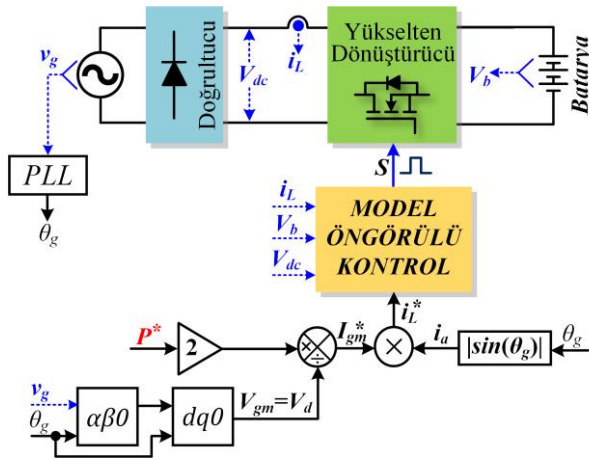 v_g
Doğrultucu
V_dc
i_L
Yükselten
Dönüştürücü
V_b
Batarya
PLL
θ_g
S
i_L
V_b
V_dc
MODEL
ÖNGÖRÜLÜ
KONTROL
P*
2
×
÷
I_gm*
i_L*
×
i_a
|sin(θ_g)|
θ_g
v_g
θ_g
αβ0
dq0
V_gm=V_d